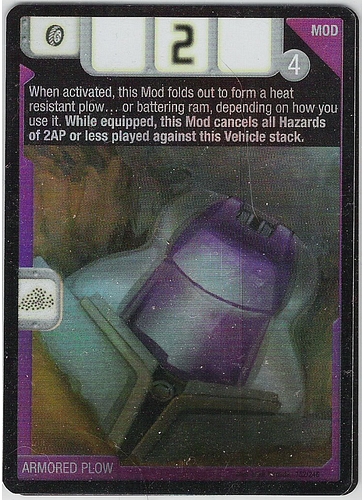 MOD
0
2
4
When activated, this Mod folds out to form a heat
resistant plow... or battering ram, depending on how you
use it. While equipped, this Mod cancels all Hazards
of 2AP or less played against this Vehicle stack.
ARMORED PLOW